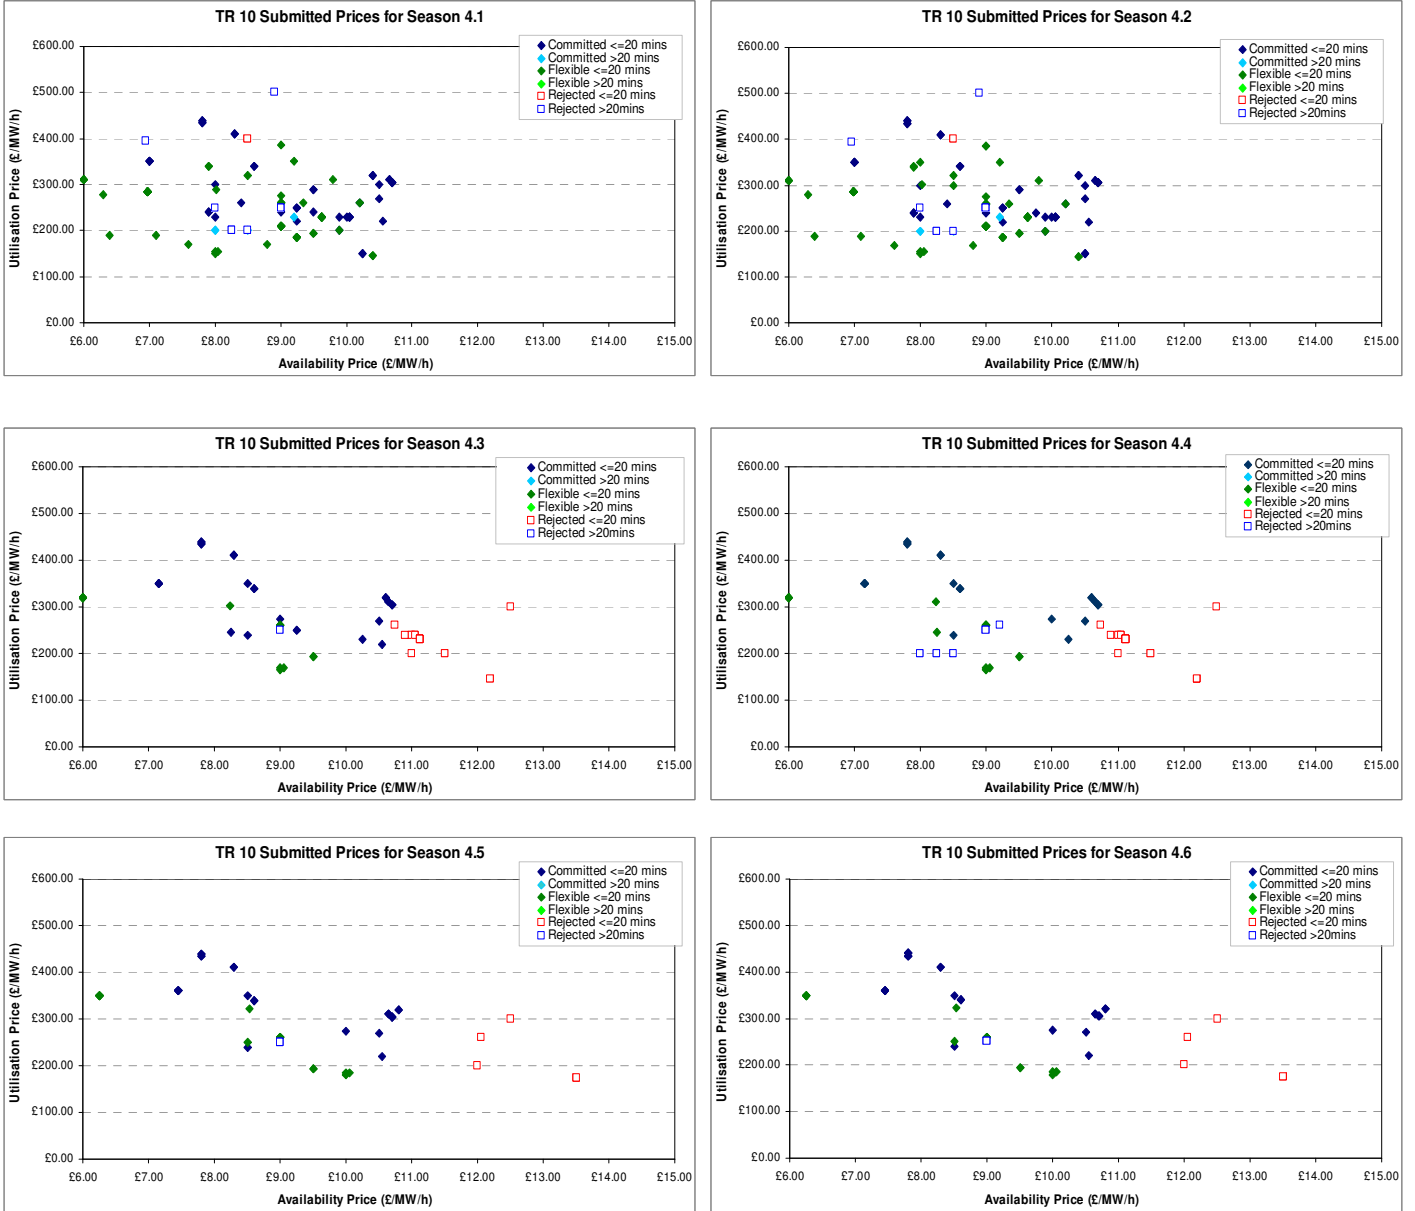 TR 10 Submitted Prices for Season 4.1
Utilisation Price (£/MW/h)
£600.00
£500.00
£400.00
£300.00
£200.00
£100.00
£0.00
£6.00 £7.00 £8.00 £9.00 £10.00 £11.00 £12.00 £13.00 £14.00 £15.00
Availability Price (£/MW/h)
Committed <=20 mins
Committed >20 mins
Flexible <=20 mins
Flexible >20 mins
Rejected <=20 mins
Rejected >20mins
TR 10 Submitted Prices for Season 4.2
Utilisation Price (£/MW/h)
£600.00
£500.00
£400.00
£300.00
£200.00
£100.00
£0.00
£6.00 £7.00 £8.00 £9.00 £10.00 £11.00 £12.00 £13.00 £14.00 £15.00
Availability Price (£/MW/h)
Committed <=20 mins
Committed >20 mins
Flexible <=20 mins
Flexible >20 mins
Rejected <=20 mins
Rejected >20mins
TR 10 Submitted Prices for Season 4.3
Utilisation Price (£/MW/h)
£600.00
£500.00
£400.00
£300.00
£200.00
£100.00
£0.00
£6.00 £7.00 £8.00 £9.00 £10.00 £11.00 £12.00 £13.00 £14.00 £15.00
Availability Price (£/MW/h)
Committed <=20 mins
Committed >20 mins
Flexible <=20 mins
Flexible >20 mins
Rejected <=20 mins
Rejected >20mins
TR 10 Submitted Prices for Season 4.4
Utilisation Price (£/MW/h)
£600.00
£500.00
£400.00
£300.00
£200.00
£100.00
£0.00
£6.00 £7.00 £8.00 £9.00 £10.00 £11.00 £12.00 £13.00 £14.00 £15.00
Availability Price (£/MW/h)
Committed <=20 mins
Committed >20 mins
Flexible <=20 mins
Flexible >20 mins
Rejected <=20 mins
Rejected >20mins
TR 10 Submitted Prices for Season 4.5
Utilisation Price (£/MW/h)
£600.00
£500.00
£400.00
£300.00
£200.00
£100.00
£0.00
£6.00 £7.00 £8.00 £9.00 £10.00 £11.00 £12.00 £13.00 £14.00 £15.00
Availability Price (£/MW/h)
Committed <=20 mins
Committed >20 mins
Flexible <=20 mins
Flexible >20 mins
Rejected <=20 mins
Rejected >20mins
TR 10 Submitted Prices for Season 4.6
Utilisation Price (£/MW/h)
£600.00
£500.00
£400.00
£300.00
£200.00
£100.00
£0.00
£6.00 £7.00 £8.00 £9.00 £10.00 £11.00 £12.00 £13.00 £14.00 £15.00
Availability Price (£/MW/h)
Committed <=20 mins
Committed >20 mins
Flexible <=20 mins
Flexible >20 mins
Rejected <=20 mins
Rejected >20mins